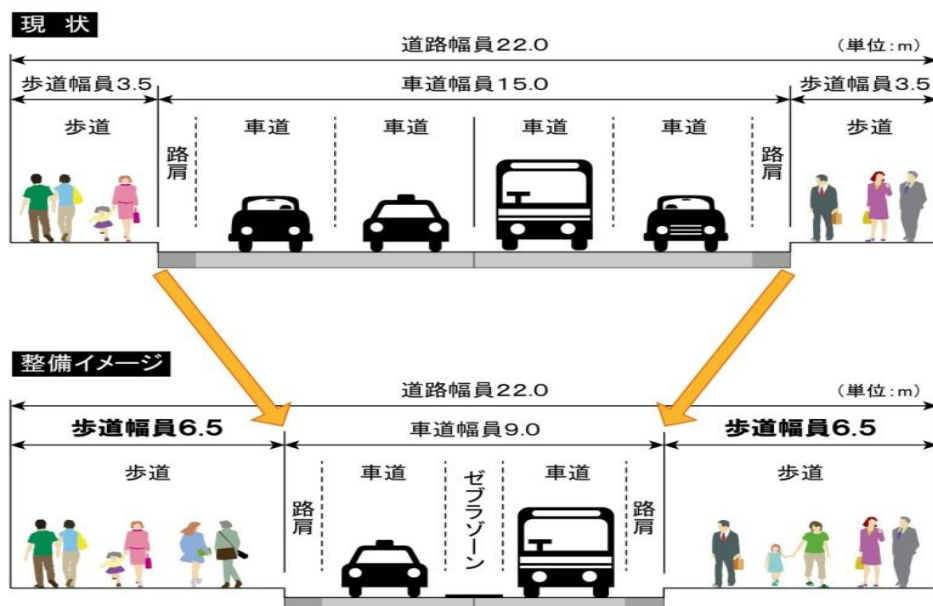 現状
道路幅員22.0
(単位:m)
歩道幅員3.5
車道幅員15.0
歩道幅員3.5
歩道
路肩
車道
車道
車道
車道
路肩
歩道
整備イメージ
道路幅員22.0
(単位:m)
歩道幅員6.5
車道幅員9.0
歩道幅員6.5
歩道
路肩
車道
ゼブラゾーン
車道
路肩
歩道